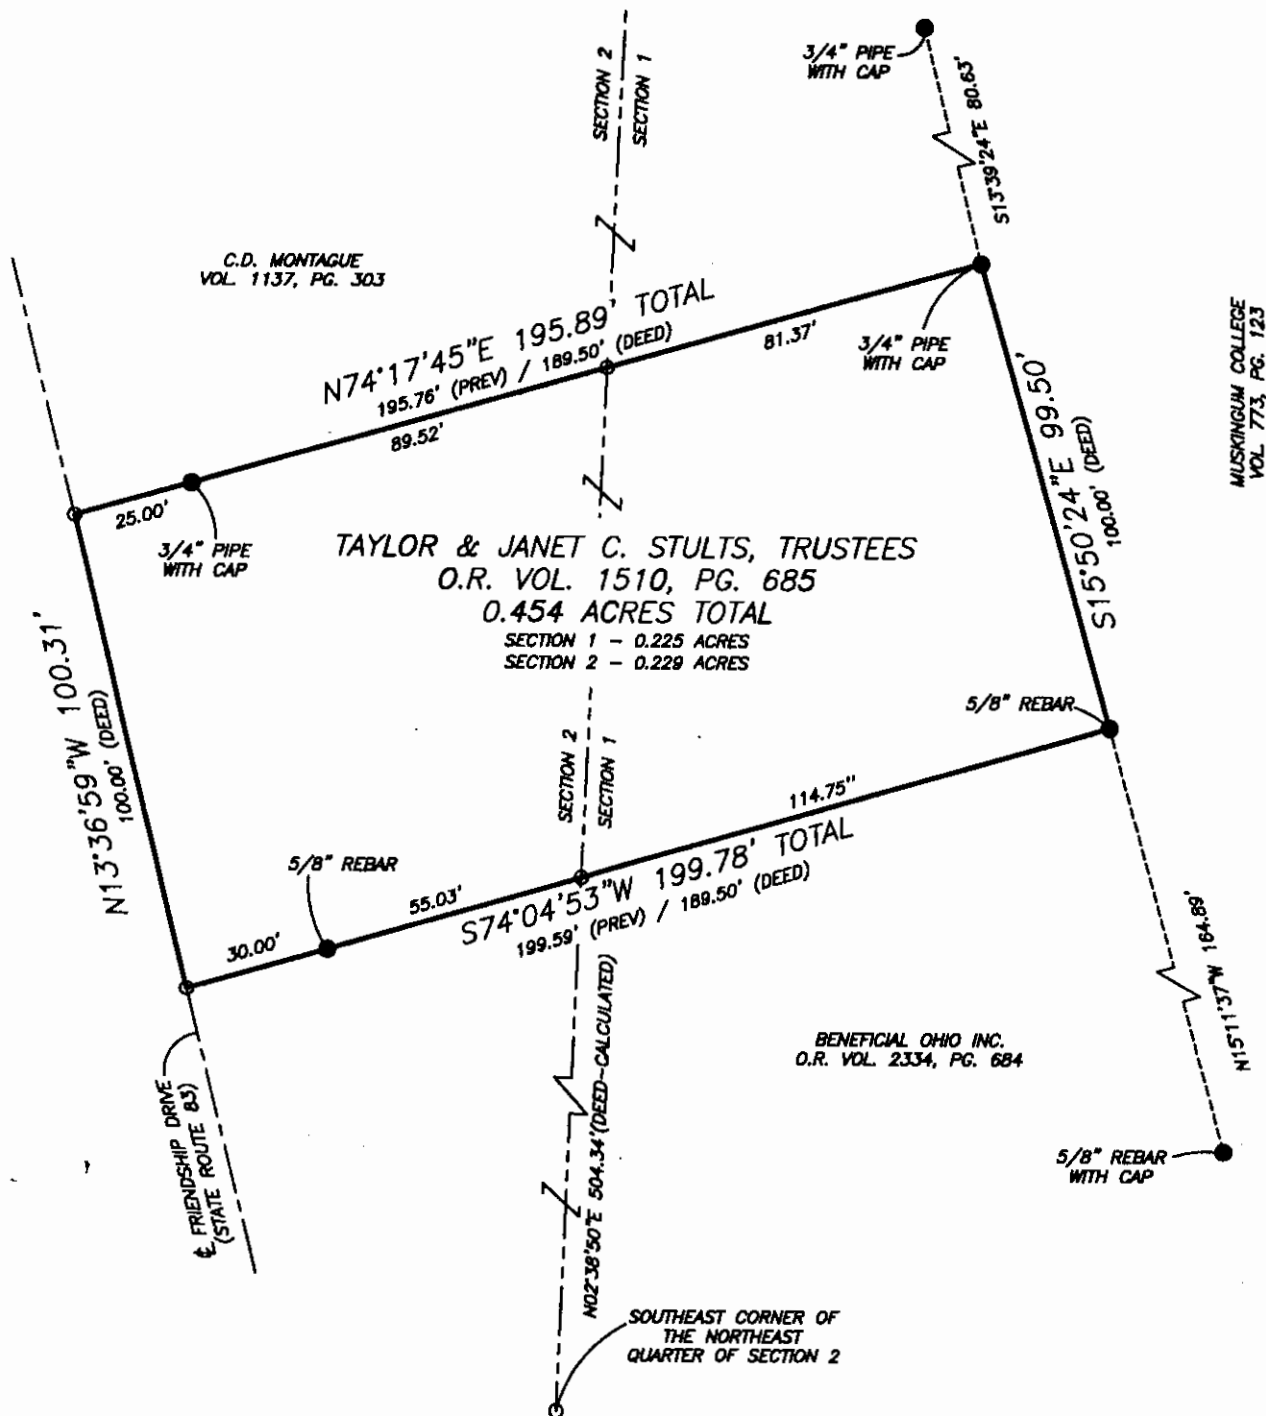 SECTION 2
SECTION 1
3/4" PIPE
WITH CAP
S13°39'24"E 80.63'
C.D. MONTAGUE
VOL. 1137, PG. 303
N74°17'45"E 195.89' TOTAL
195.76' (PREV) / 189.50' (DEED)
89.52'
81.37'
3/4" PIPE
WITH CAP
MUSKINGUM COLLEGE
VOL. 773, PG. 123
25.00'
3/4" PIPE
WITH CAP
S15°50'24"E 99.50'
100.00' (DEED)
TAYLOR & JANET C. STULTS, TRUSTEES
O.R. VOL. 1510, PG. 685
0.454 ACRES TOTAL
SECTION 1 - 0.225 ACRES
SECTION 2 - 0.229 ACRES
N13°36'59"W 100.31'
100.00' (DEED)
5/8" REBAR
SECTION 2
SECTION 1
114.75"
5/8" REBAR
55.03'
30.00'
S74°04'53"W 199.78' TOTAL
199.59' (PREV) / 189.50' (DEED)
N15°11'37"W 164.89'
BENEFICIAL OHIO INC.
O.R. VOL. 2334, PG. 684
℄ FRIENDSHIP DRIVE
(STATE ROUTE 83)
N02°38'50"E 504.34'(DEED-CALCULATED)
5/8" REBAR
WITH CAP
SOUTHEAST CORNER OF
THE NORTHEAST
QUARTER OF SECTION 2